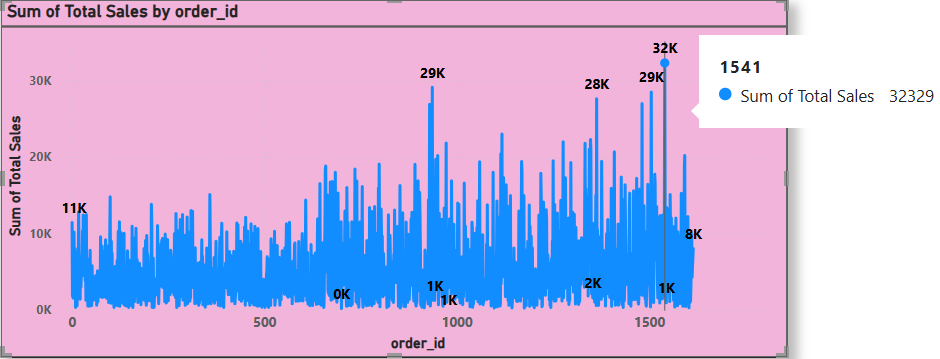 Sum of Total Sales by order_id
32K
1541
Sum of Total Sales 32329
30K
29K
28K
29K
Sum of Total Sales
20K
11K
10K
8K
0K
1K
1K
2K
1K
0K
0
500
1000
1500
order_id